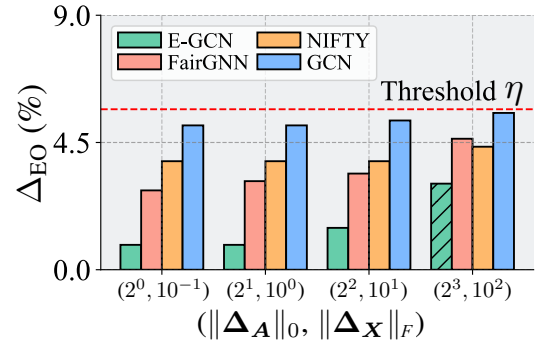 9.0
E-GCN
NIFTY
FairGNN
GCN
Threshold η
4.5
Δ_EO (%)
0.0
(2^0, 10^{-1})
(2^1, 10^0)
(2^2, 10^1)
(2^3, 10^2)
(‖Δ_A‖_0, ‖Δ_X‖_F)